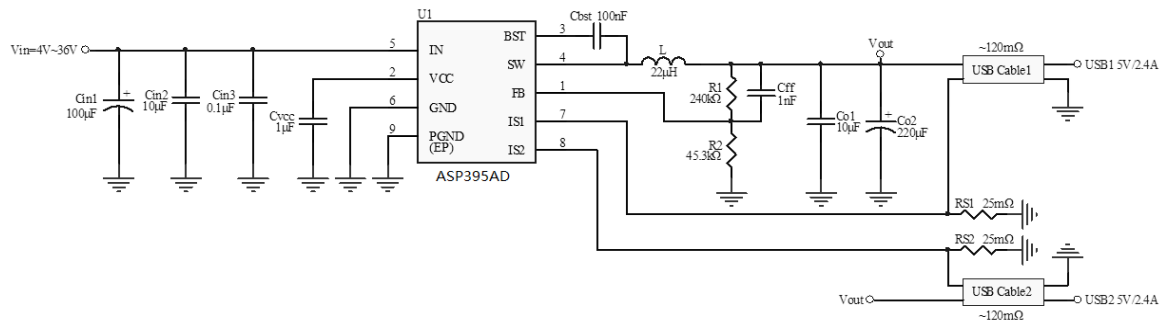 U1
Cbst 100nF
Vin=4V~36V
5
IN
BST
3
VCC
2
SW
4
L
22μH
Vout
~120mΩ
USB Cable1
USB1 5V/2.4A
GND
6
FB
1
R1
240kΩ
Cff
1nF
Cin1
100μF
+
Cin2
10μF
Cin3
0.1μF
Cvcc
1μF
PGND
(EP)
9
IS1
7
IS2
8
R2
45.3kΩ
Co1
10μF
+
Co2
220μF
ASP395AD
RS1 25mΩ
RS2 25mΩ
Vout
USB Cable2
USB2 5V/2.4A
~120mΩ